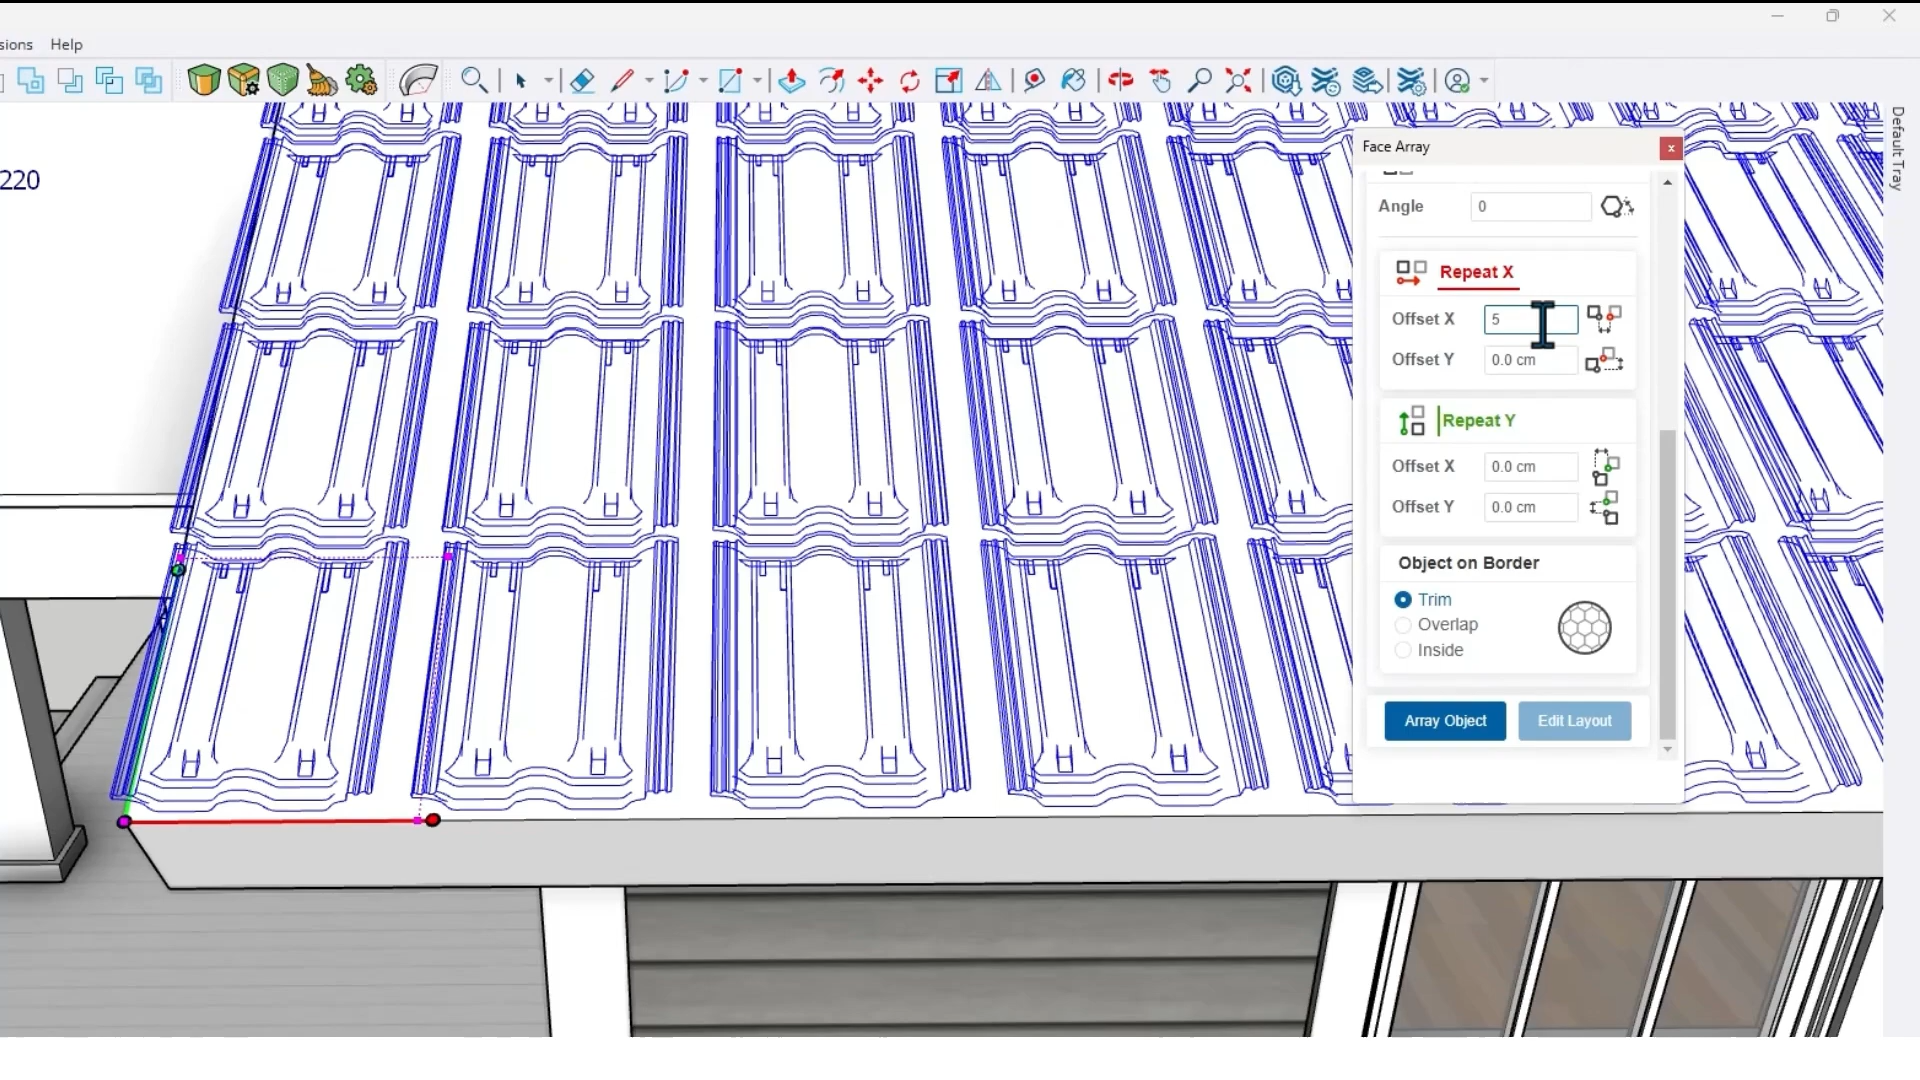 sions Help
220
Default Tray
Face Array
x
Angle 0
Repeat X
Offset X 5
Offset Y 0.0 cm
Repeat Y
Offset X 0.0 cm
Offset Y 0.0 cm
Object on Border
Trim
Overlap
Inside
Array Object Edit Layout